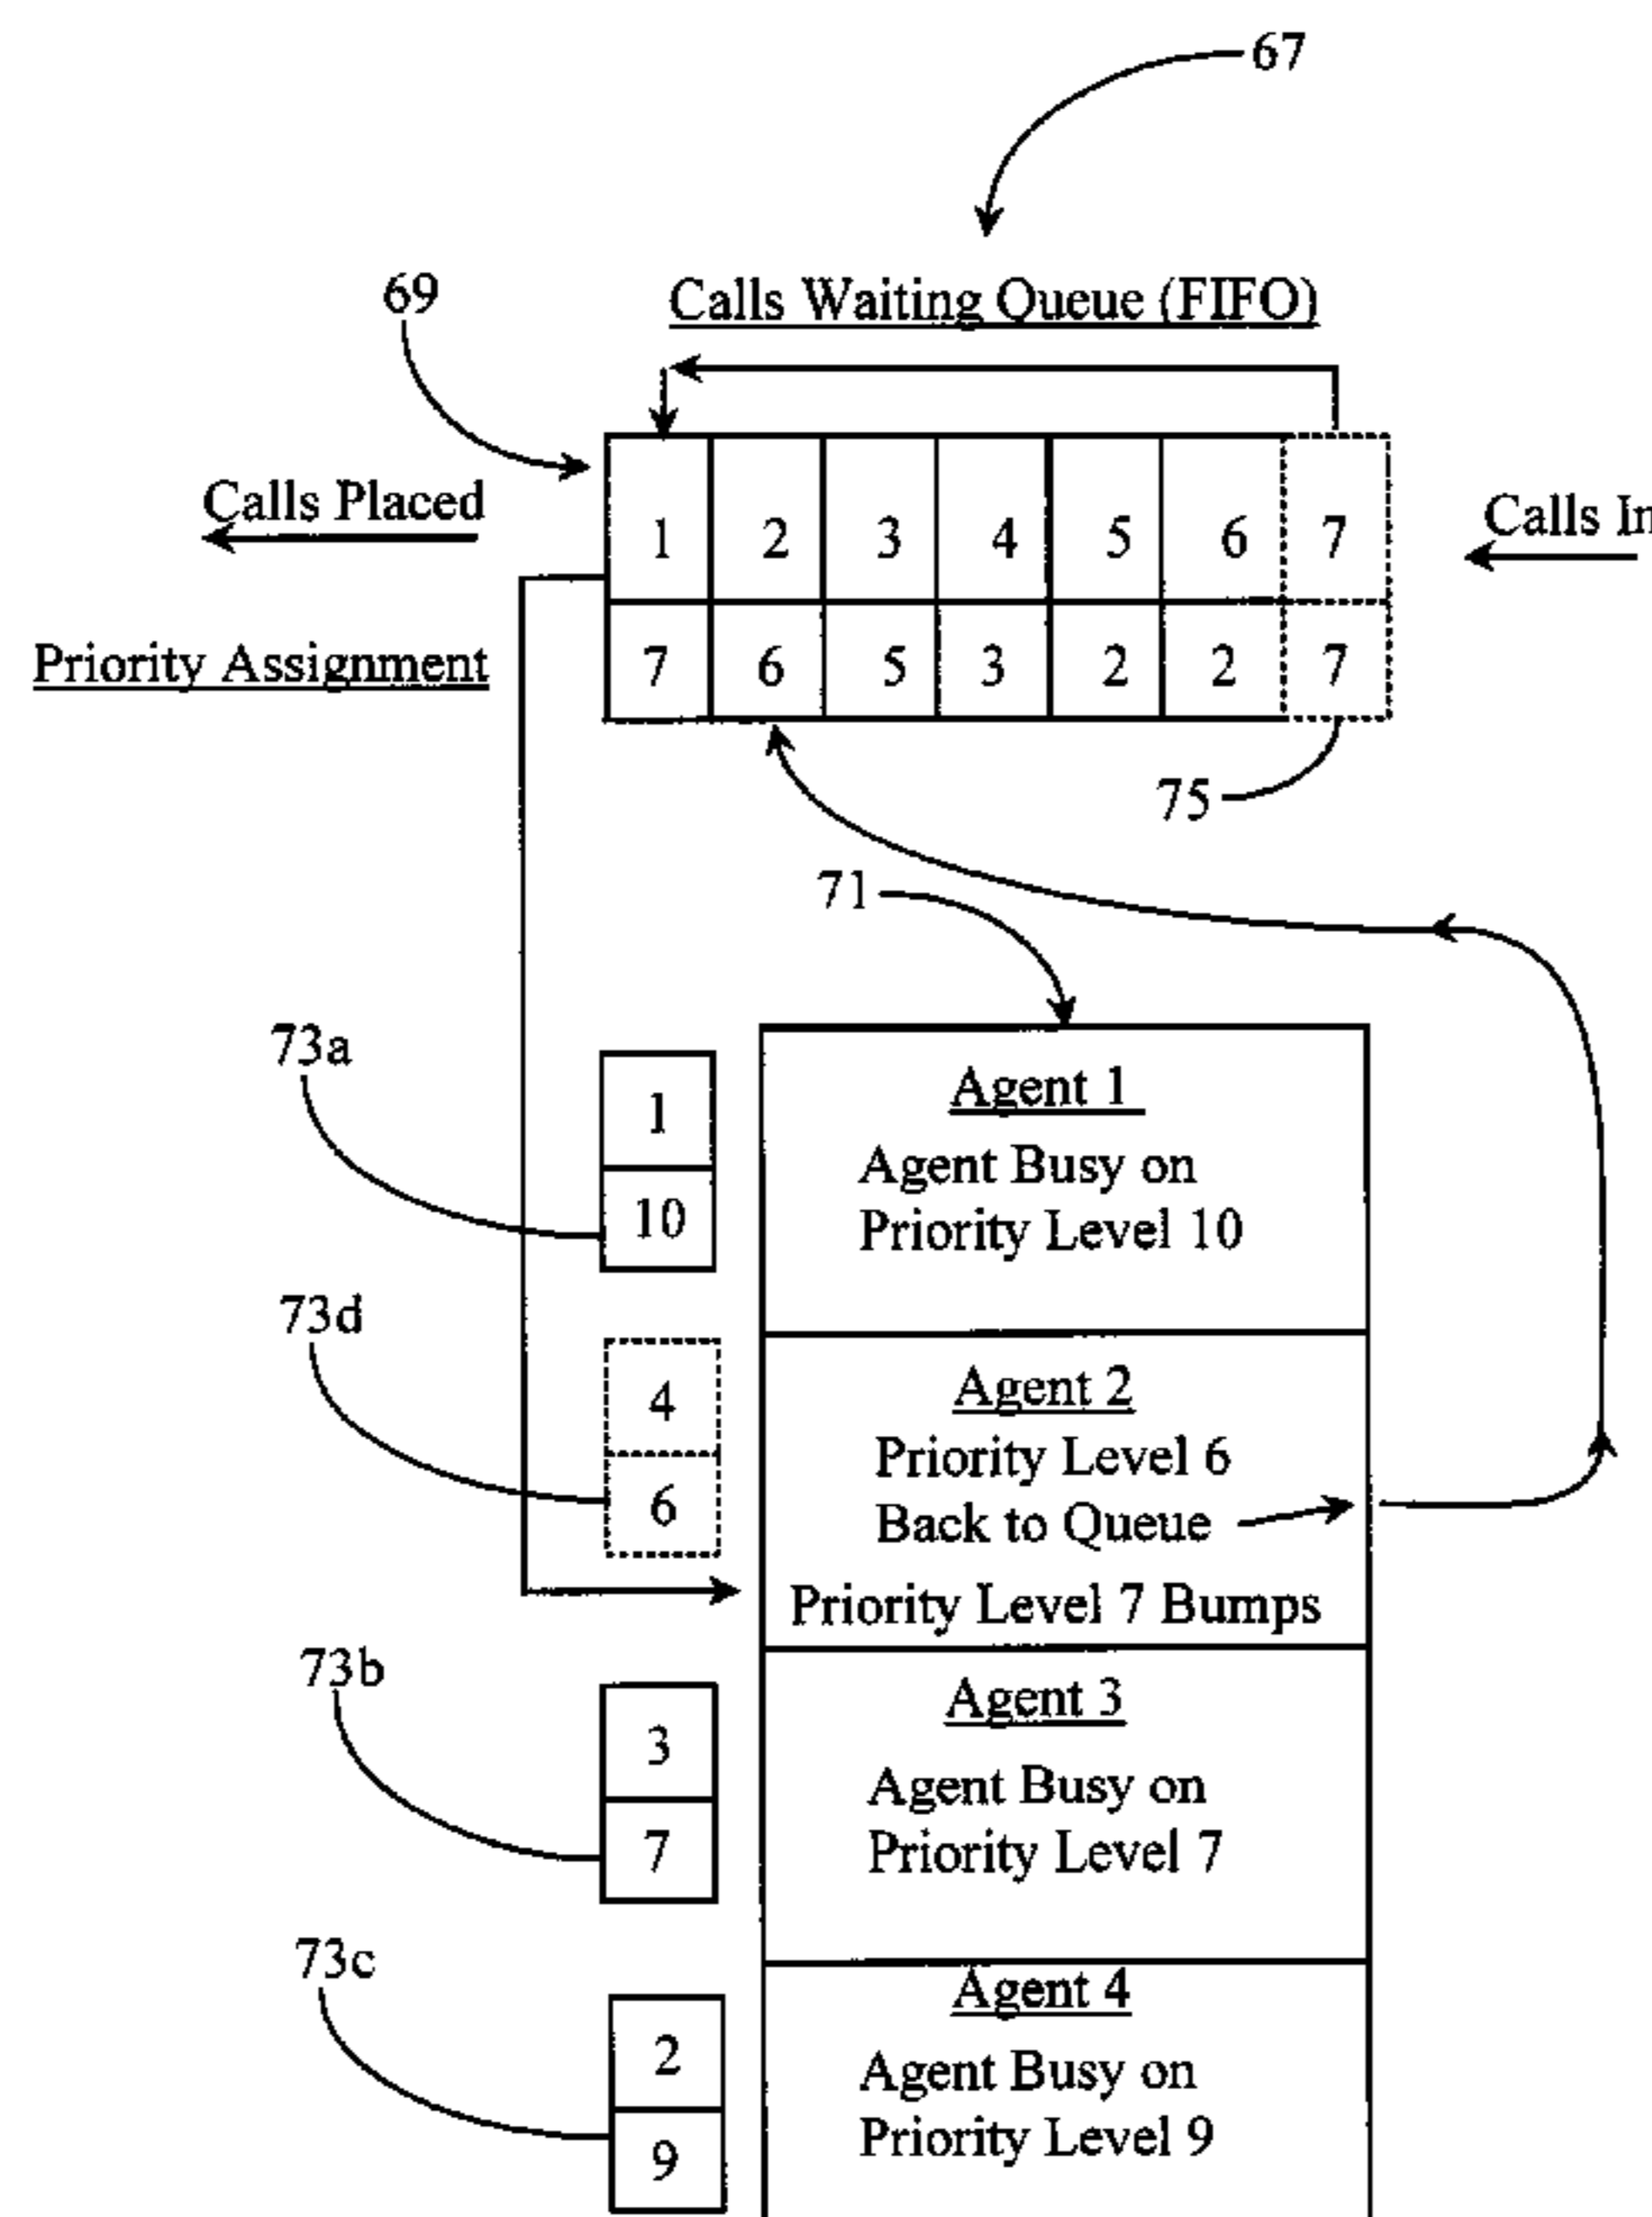 67
69
Calls Waiting Queue (FIFO)
Calls Placed
1 2 3 4 5 6 7
Calls In
Priority Assignment
7 6 5 3 2 2 7
75
71
73a
1
10
Agent 1
Agent Busy on
Priority Level 10
73d
4
6
Agent 2
Priority Level 6
Back to Queue
Priority Level 7 Bumps
73b
3
7
Agent 3
Agent Busy on
Priority Level 7
73c
2
9
Agent 4
Agent Busy on
Priority Level 9